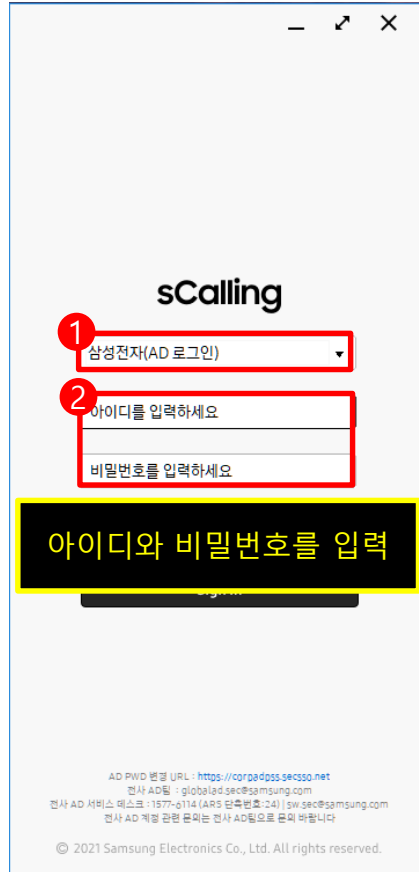 sCalling
1
삼성전자(AD 로그인)
2
아이디를 입력하세요
비밀번호를 입력하세요
아이디와 비밀번호를 입력
AD PWD 변경 URL : https://corpadpss.secsso.net
전사 AD팀 : globalad.sec@samsung.com
전사 AD 서비스 데스크 : 1577-6114 (ARS 단축번호:24) | sw.sec@samsung.com
전사 AD 계정 관련 문의는 전사 AD팀으로 문의 바랍니다
© 2021 Samsung Electronics Co., Ltd. All rights reserved.